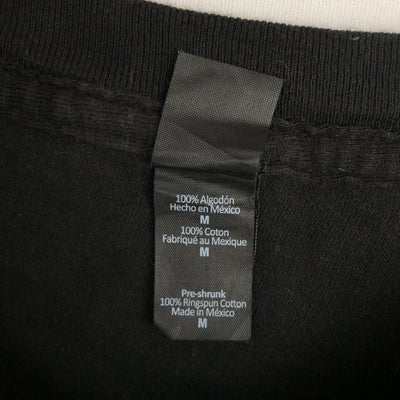 100% Algodón
Hecho en México
M
100% Coton
Fabriqué au Mexique
M
Pre-shrunk
100% Ringspun Cotton
Made in México
M